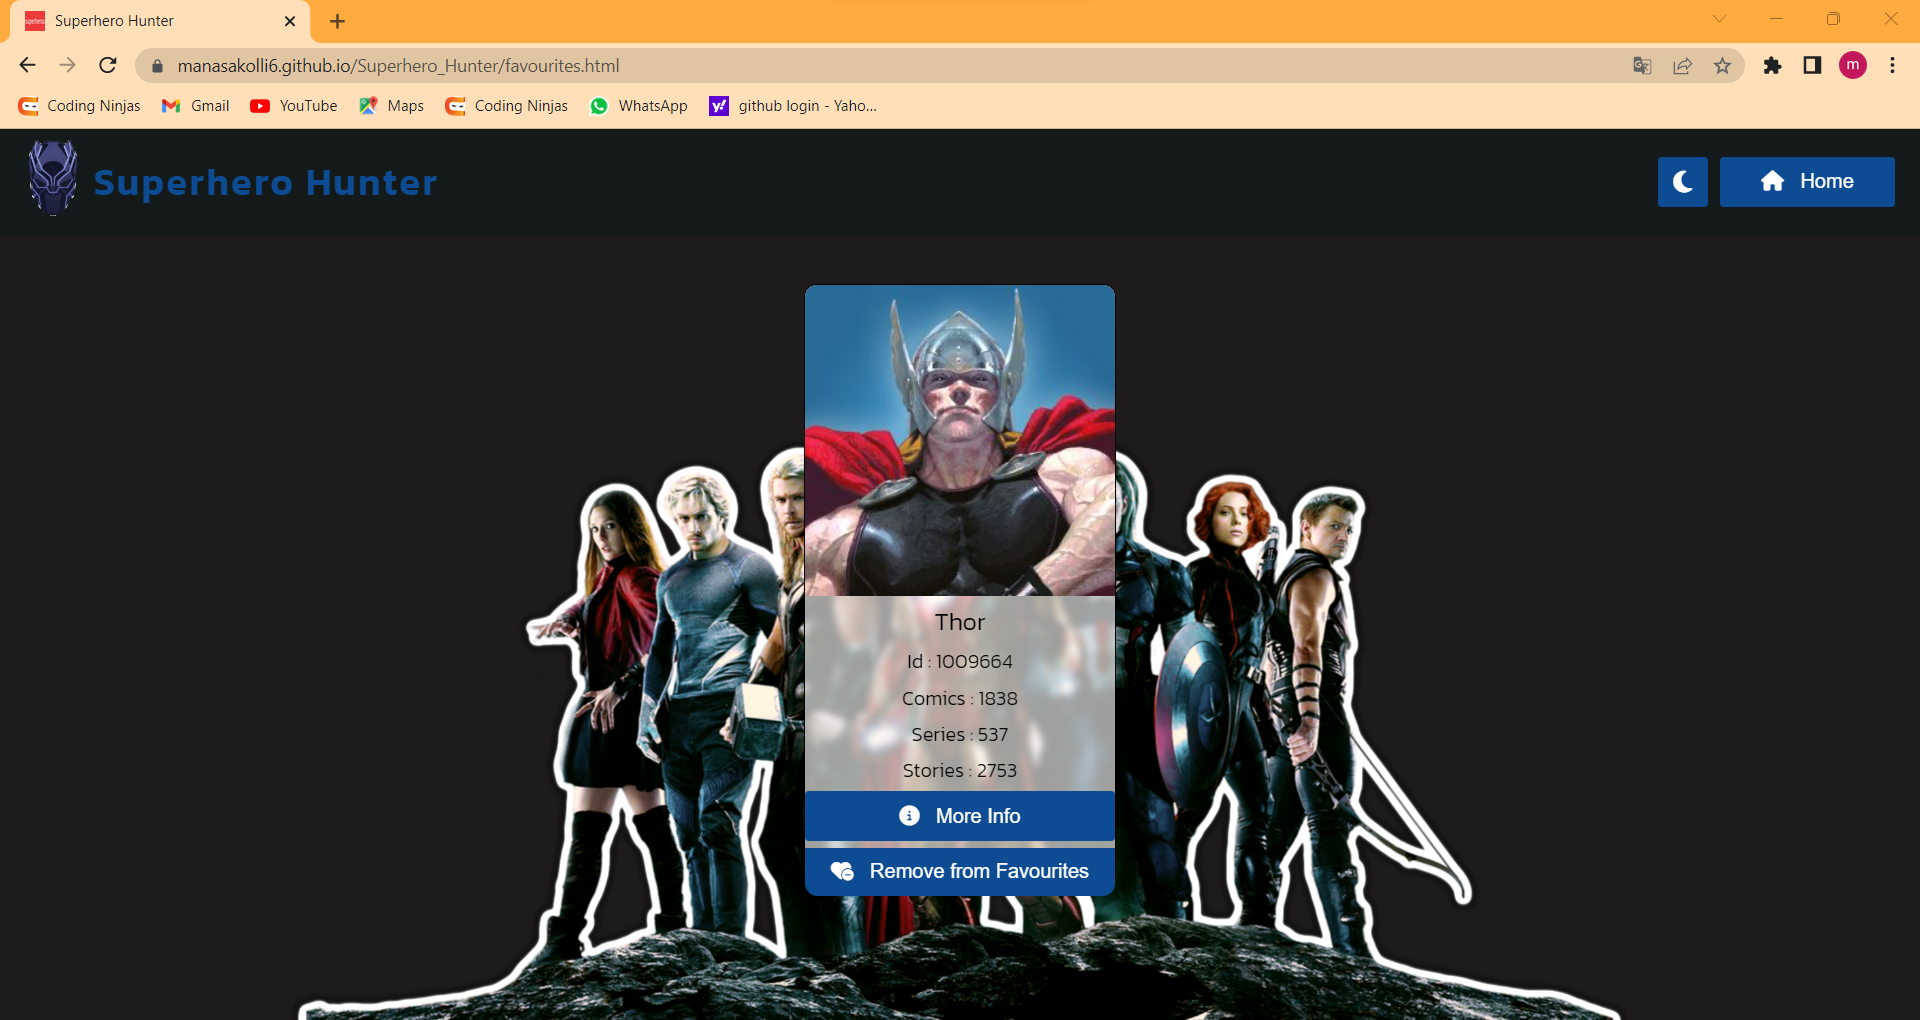 Superhero Hunter
manasakolli6.github.io/Superhero_Hunter/favourites.html
m
Coding Ninjas
Gmail
YouTube
Maps
Coding Ninjas
WhatsApp
github login - Yaho...
Superhero Hunter
Home
Thor
Id : 1009664
Comics : 1838
Series : 537
Stories : 2753
More Info
Remove from Favourites